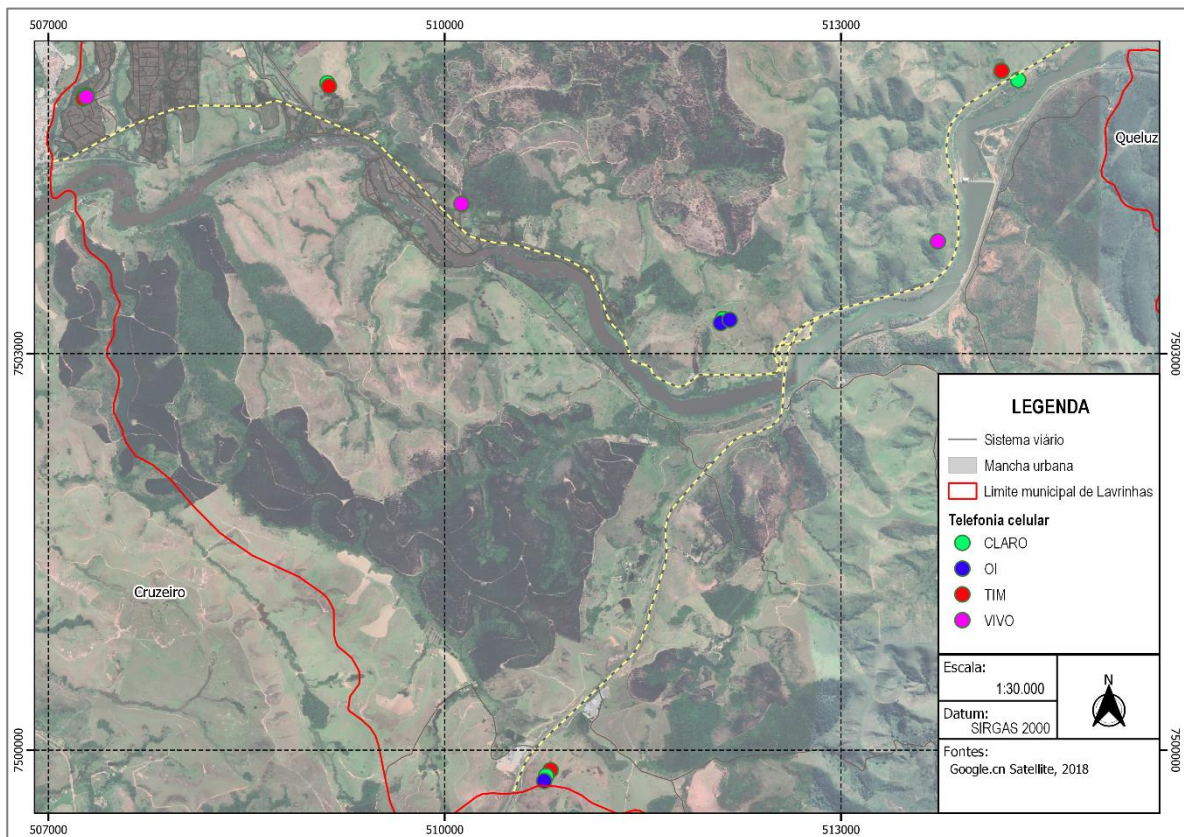 507000
510000
513000
Queluz
7503000
7503000
LEGENDA
Sistema viário
Mancha urbana
Limite municipal de Lavrinhas
Telefonia celular
CLARO
OI
TIM
VIVO
Cruzeiro
Escala:
1:30.000
N
Datum:
SIRGAS 2000
Fontes:
Google.cn Satellite, 2018
7500000
7500000
507000
510000
513000